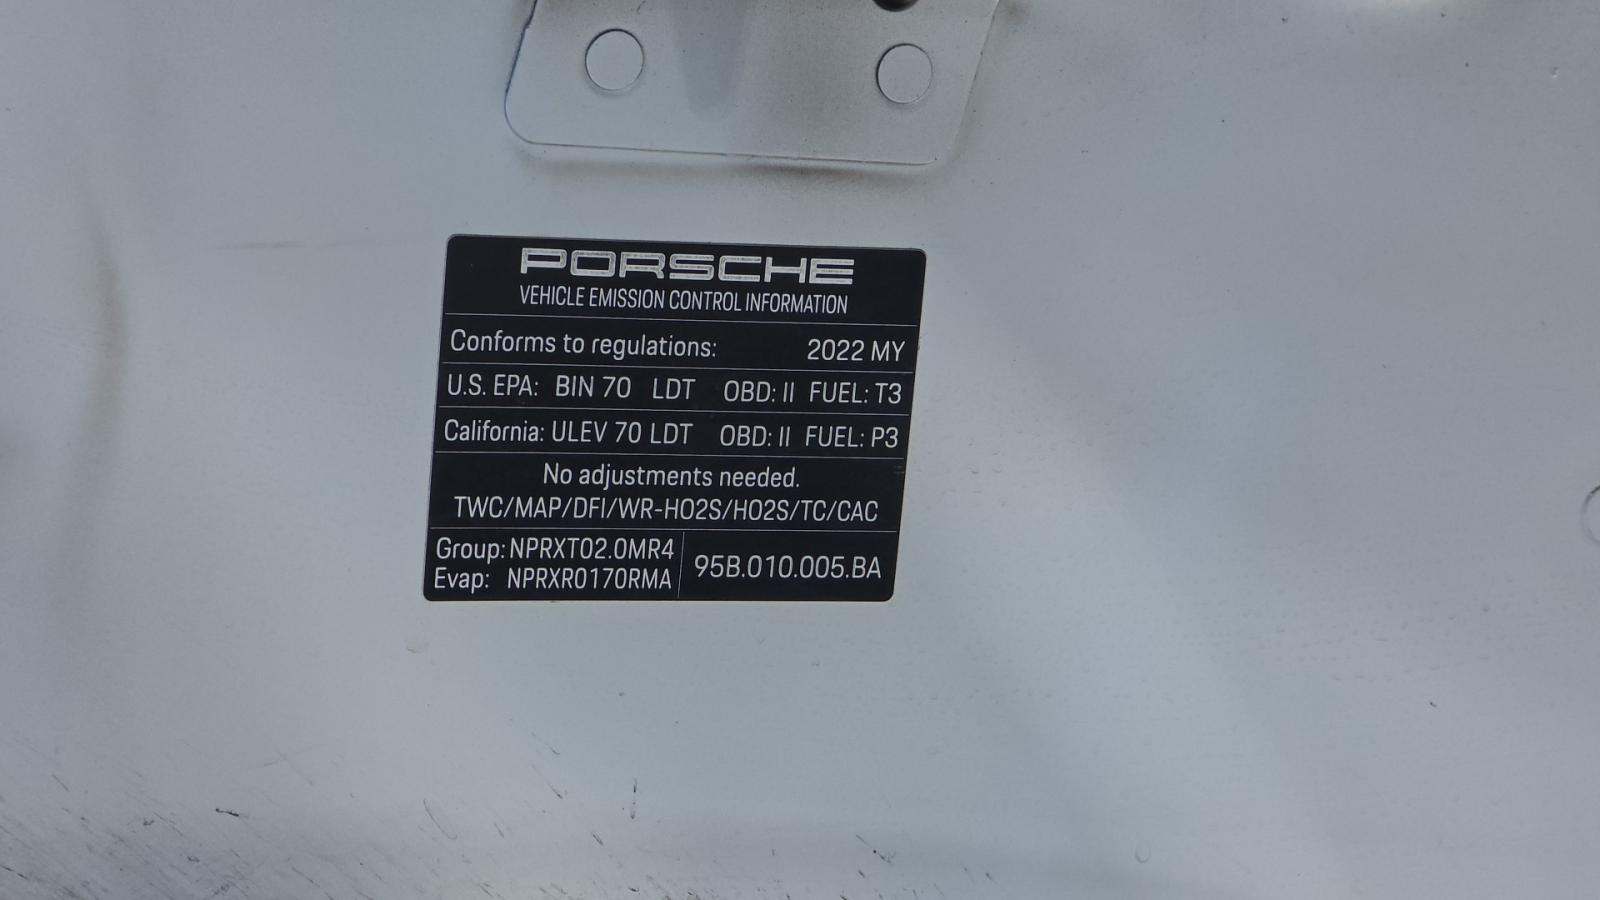 PORSCHE
VEHICLE EMISSION CONTROL INFORMATION
Conforms to regulations: 2022 MY
U.S. EPA: BIN 70 LDT OBD: II FUEL: T3
California: ULEV 70 LDT OBD: II FUEL: P3
No adjustments needed.
TWC/MAP/DFI/WR-HO2S/HO2S/TC/CAC
Group: NPRXT02.0MR4
Evap: NPRXR0170RMA
95B.010.005.BA